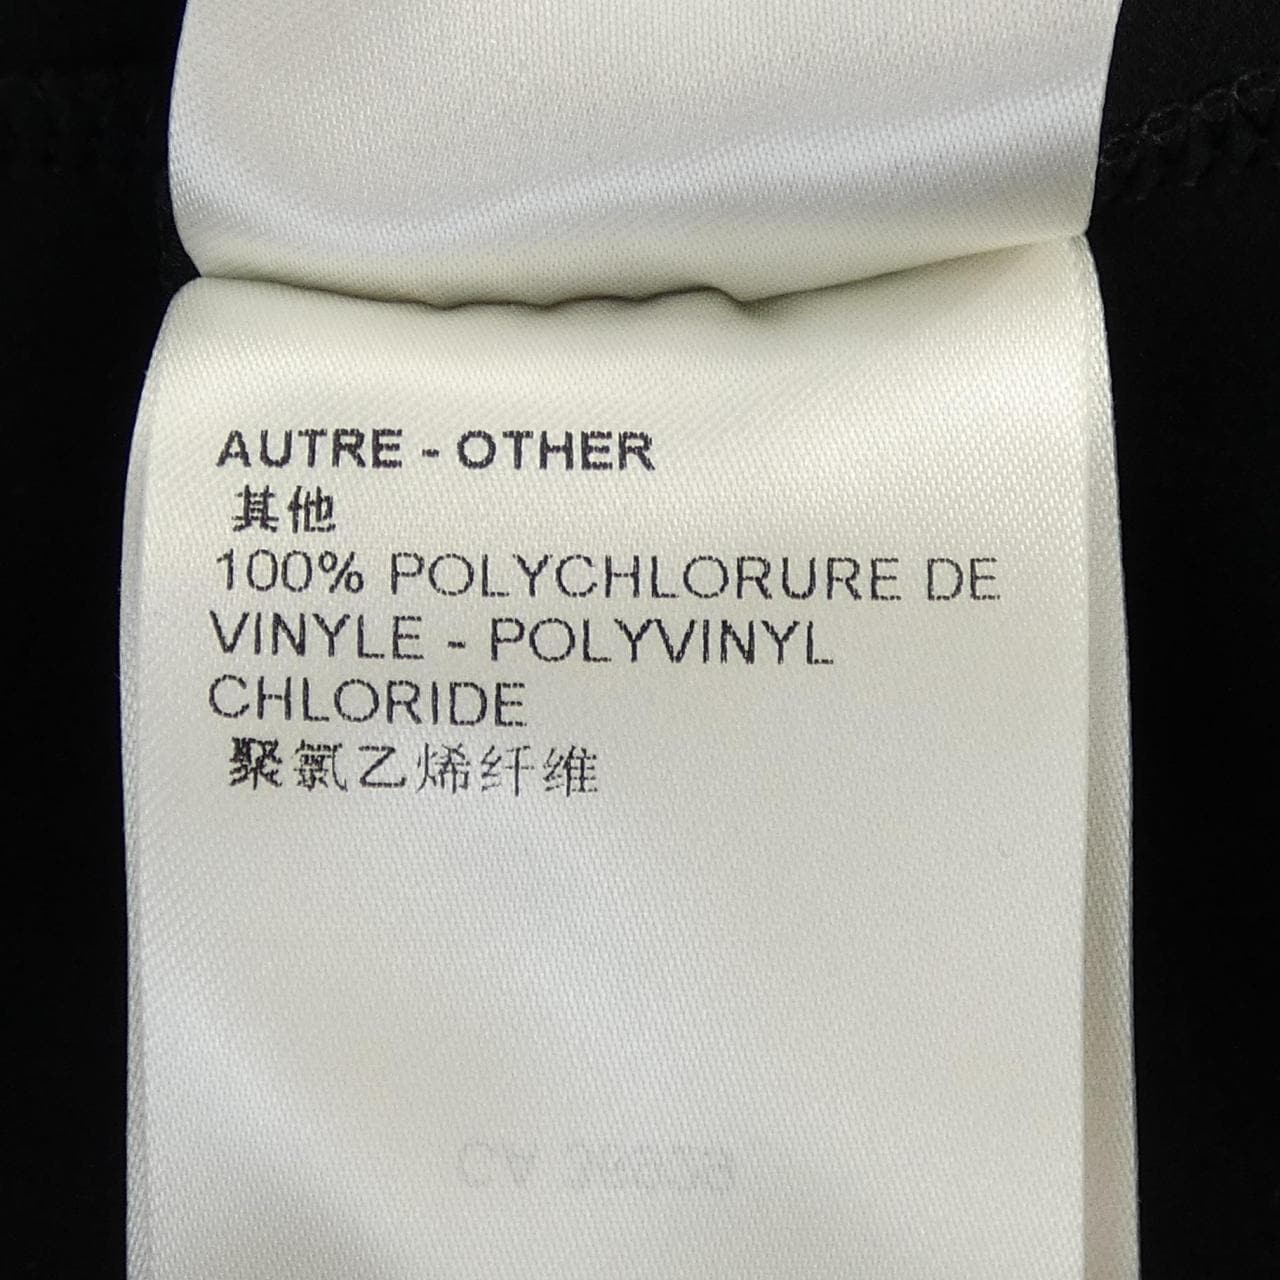 AUTRE - OTHER
其他
100% POLYCHLORURE DE
VINYLE - POLYVINYL
CHLORIDE
聚氯乙烯纤维